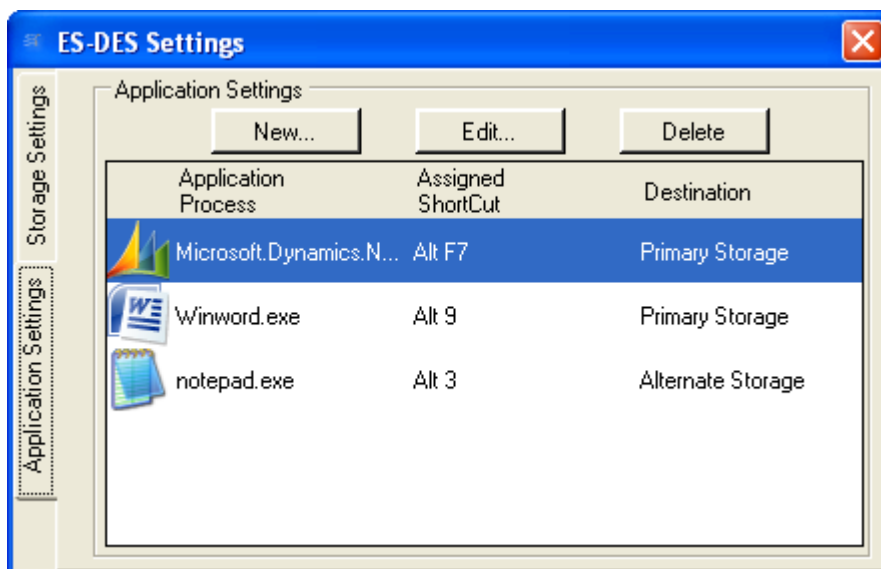 ES-DES Settings
Storage Settings
Application Settings
Application Settings
New... Edit... Delete
Application Process Assigned ShortCut Destination
Microsoft.Dynamics.N... Alt F7 Primary Storage
Winword.exe Alt 9 Primary Storage
notepad.exe Alt 3 Alternate Storage